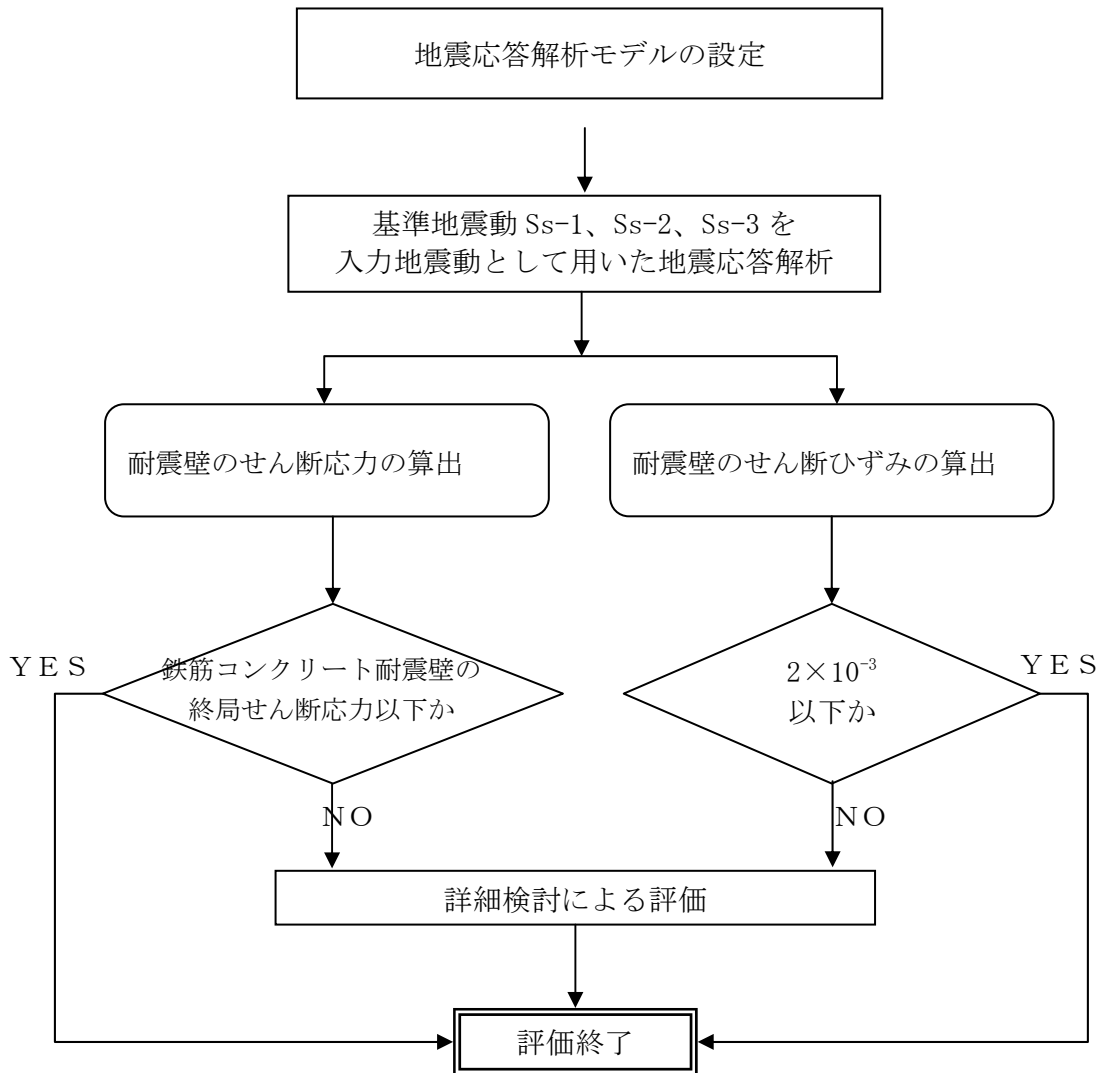 地震応答解析モデルの設定
基準地震動 Ss-1、Ss-2、Ss-3 を
入力地震動として用いた地震応答解析
耐震壁のせん断応力の算出
耐震壁のせん断ひずみの算出
YES
鉄筋コンクリート耐震壁の
終局せん断応力以下か
2×10⁻³
以下か
YES
NO
NO
詳細検討による評価
評価終了